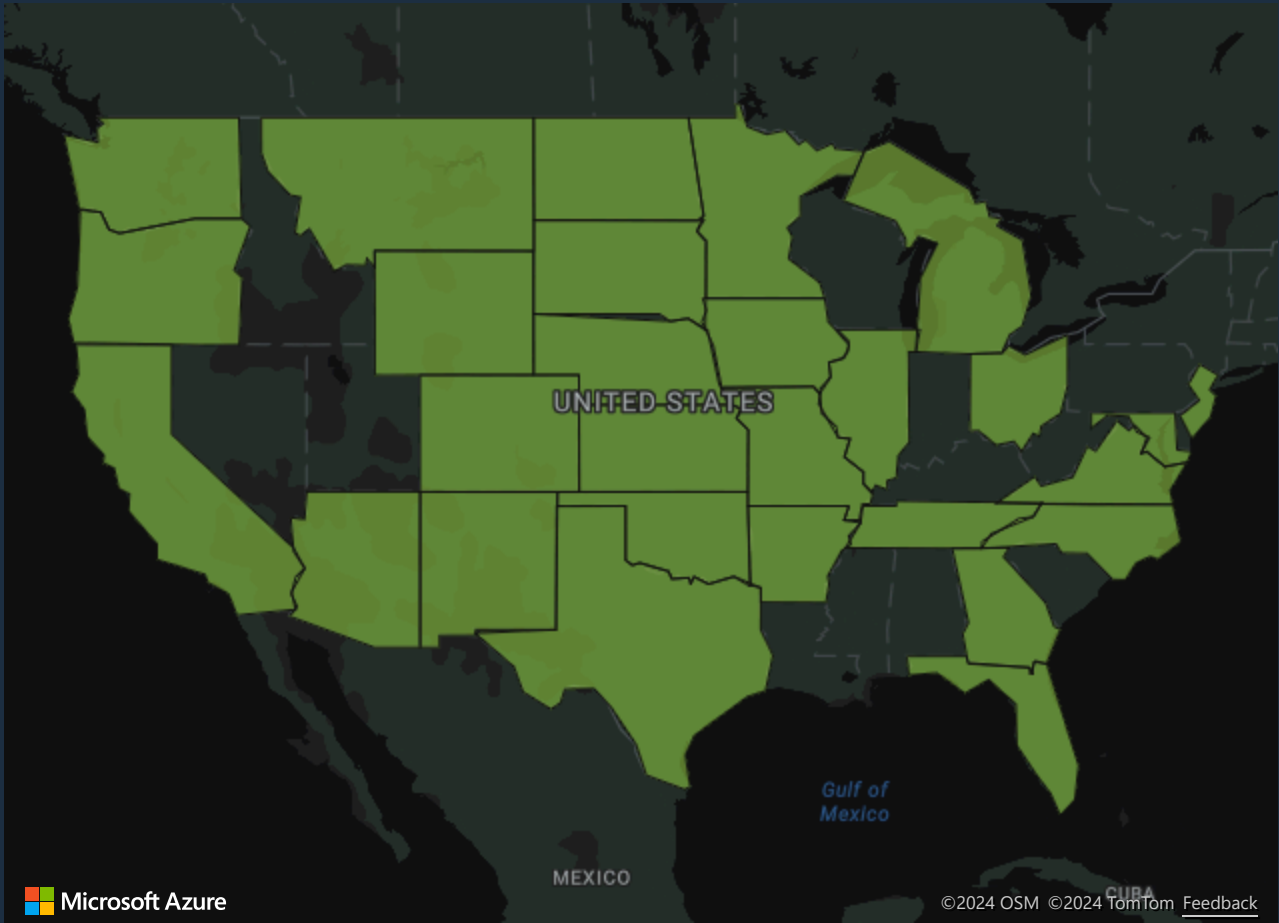 UNITED STATES
Gulf of
Mexico
MEXICO
CUBA
Microsoft Azure
©2024 OSM ©2024 TomTom Feedback